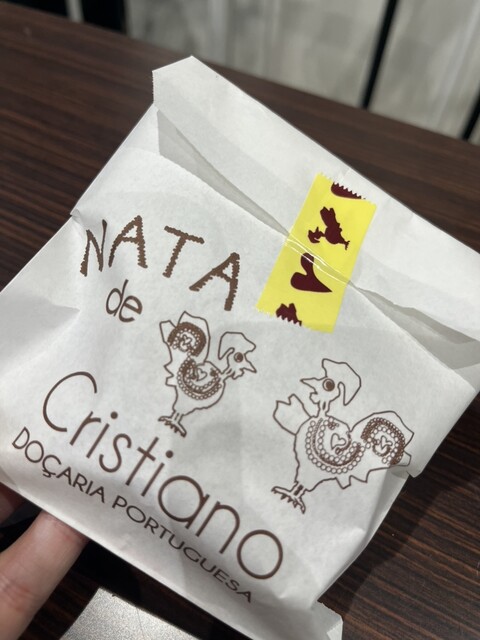 NATA
de
Cristiano
DOÇARIA PORTUGUESA